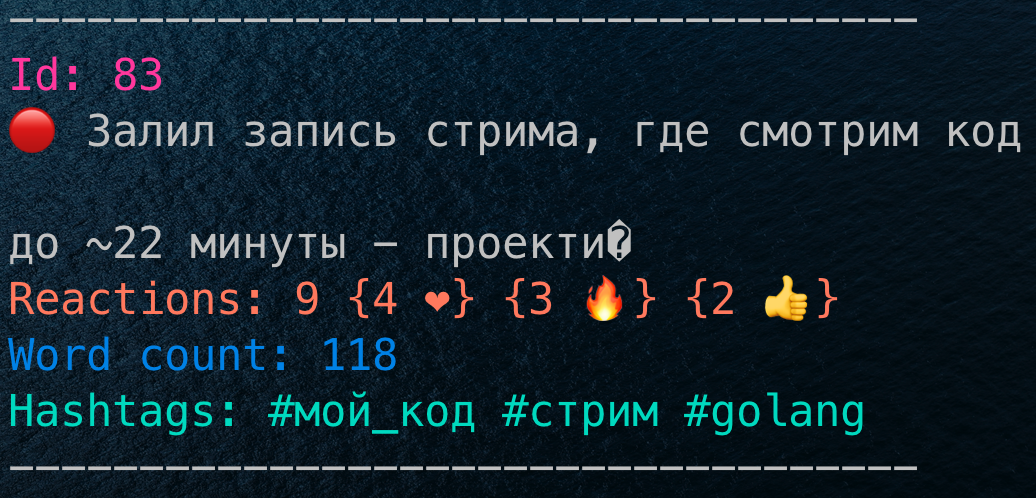 -----------------------------------
Id: 83
🔴 Залил запись стрима, где смотрим код
до ~22 минуты — проекти�
Reactions: 9 {4 ❤} {3 🔥} {2 👍}
Word count: 118
Hashtags: #мой_код #стрим #golang
-----------------------------------